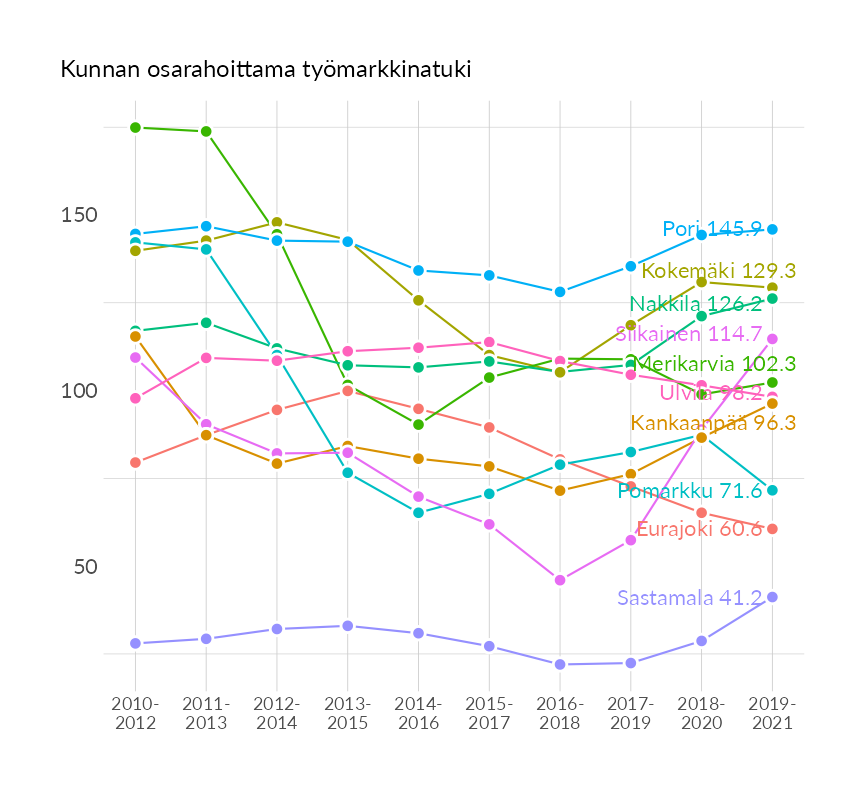 Kunnan osarahoittama työmarkkinatuki
150
100
50
Pori 145.9
Kokemäki 129.3
Nakkila 126.2
Siikainen 114.7
Merikarvia 102.3
Ulvila 98.2
Kankaanpää 96.3
Pomarkku 71.6
Eurajoki 60.6
Sastamala 41.2
2010- 2011- 2012- 2013- 2014- 2015- 2016- 2017- 2018- 2019-
2012 2013 2014 2015 2016 2017 2018 2019 2020 2021